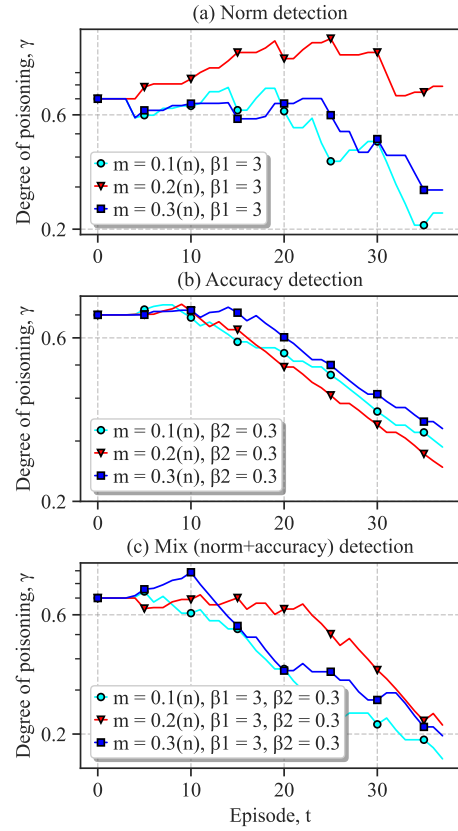 (a) Norm detection
Degree of poisoning, γ
0.6
0.2
m = 0.1(n), β1 = 3
m = 0.2(n), β1 = 3
m = 0.3(n), β1 = 3
0 10 20 30
(b) Accuracy detection
Degree of poisoning, γ
0.6
0.2
m = 0.1(n), β2 = 0.3
m = 0.2(n), β2 = 0.3
m = 0.3(n), β2 = 0.3
0 10 20 30
(c) Mix (norm+accuracy) detection
Degree of poisoning, γ
0.6
0.2
m = 0.1(n), β1 = 3, β2 = 0.3
m = 0.2(n), β1 = 3, β2 = 0.3
m = 0.3(n), β1 = 3, β2 = 0.3
0 10 20 30
Episode, t